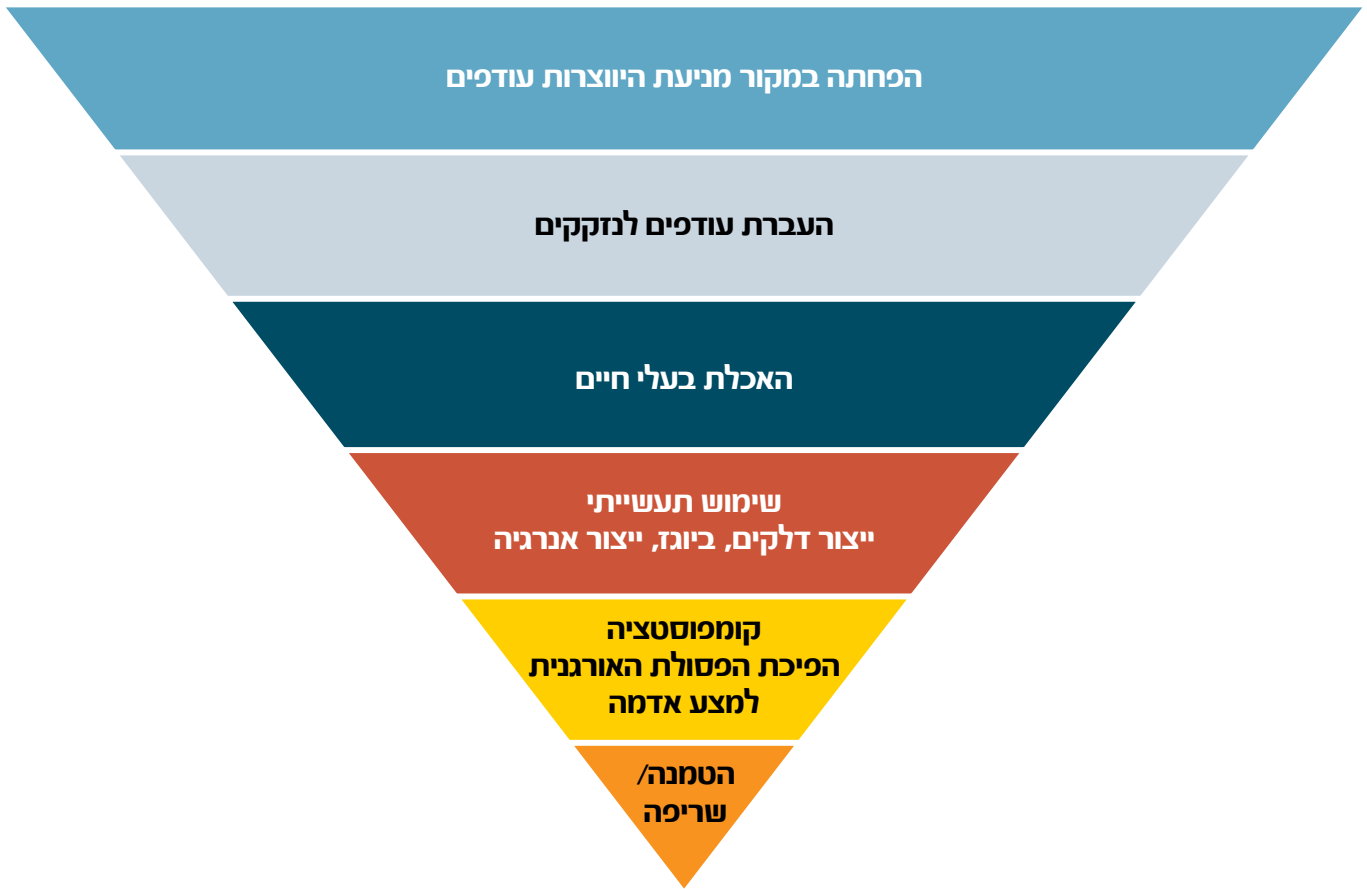 הפחתה במקור מניעת היווצרות עודפים
העברת עודפים לנזקקים
האכלת בעלי חיים
שימוש תעשייתי
ייצור דלקים, ביוגז, ייצור אנרגיה
קומפוסטציה
הפיכת הפסולת האורגנית
למצע אדמה
הטמנה/
שריפה